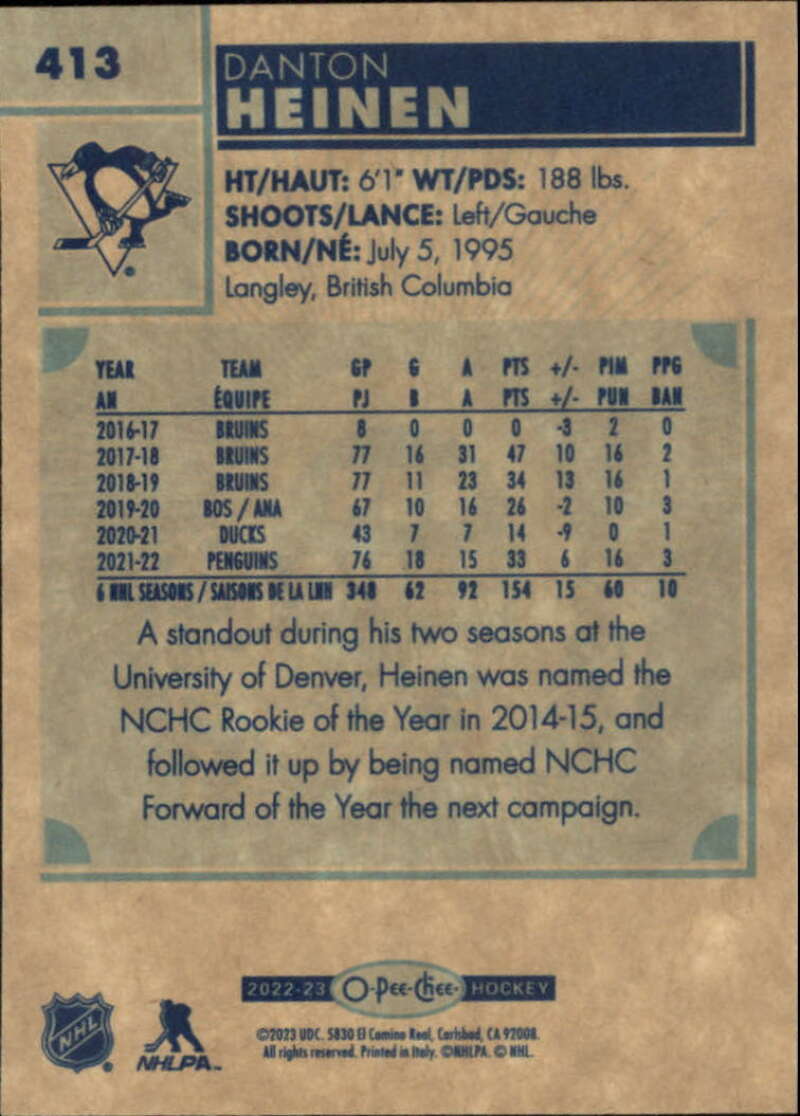 413
DANTON
HEINEN
HT/HAUT: 6'1" WT/PDS: 188 lbs.
SHOOTS/LANCE: Left/Gauche
BORN/NÉ: July 5, 1995
Langley, British Columbia
YEAR TEAM GP G A PTS +/- PIM PPG
AN ÉQUIPE PJ B A PTS +/- PUN BAN
2016-17 BRUINS 8 0 0 0 -3 2 0
2017-18 BRUINS 77 16 31 47 10 16 2
2018-19 BRUINS 77 11 23 34 13 16 1
2019-20 BOS / ANA 67 10 16 26 -2 10 3
2020-21 DUCKS 43 7 7 14 -9 0 1
2021-22 PENGUINS 76 18 15 33 6 16 3
6 NHL SEASONS / SAISONS DE LA LNH 348 62 92 154 15 60 10
A standout during his two seasons at the
University of Denver, Heinen was named the
NCHC Rookie of the Year in 2014-15, and
followed it up by being named NCHC
Forward of the Year the next campaign.
2022-23 O-Pee-Chee HOCKEY
NHL
NHLPA™
©2023 UDC. 5830 El Camino Real, Carlsbad, CA 92008.
All rights reserved. Printed in Italy. ©NHLPA. © NHL.